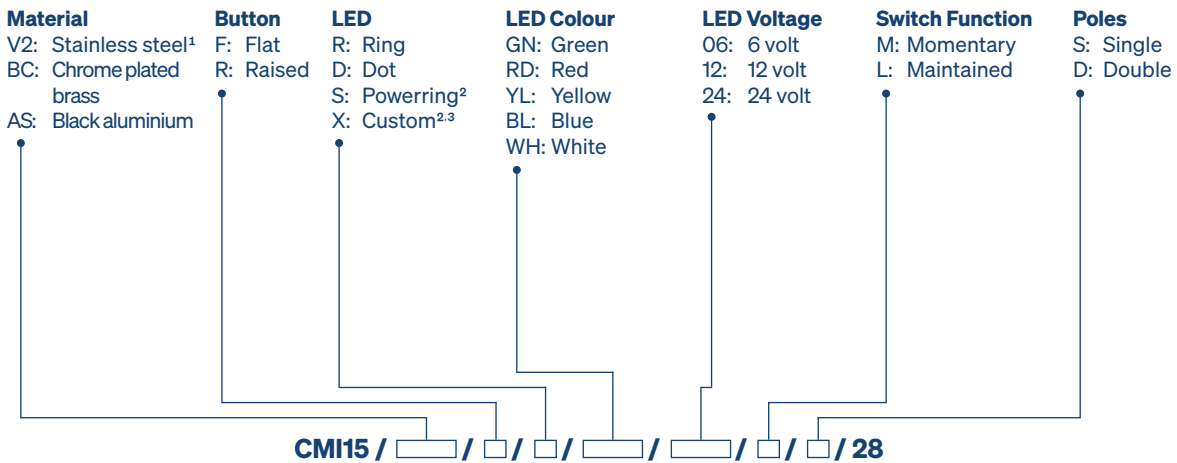 Material
V2: Stainless steel¹
BC: Chrome plated
brass
AS: Black aluminium
Button
F: Flat
R: Raised
LED
R: Ring
D: Dot
S: Powerring²
X: Custom²·³
LED Colour
GN: Green
RD: Red
YL: Yellow
BL: Blue
WH: White
LED Voltage
06: 6 volt
12: 12 volt
24: 24 volt
Switch Function
M: Momentary
L: Maintained
Poles
S: Single
D: Double
CMI15 / / / / / / / / 28